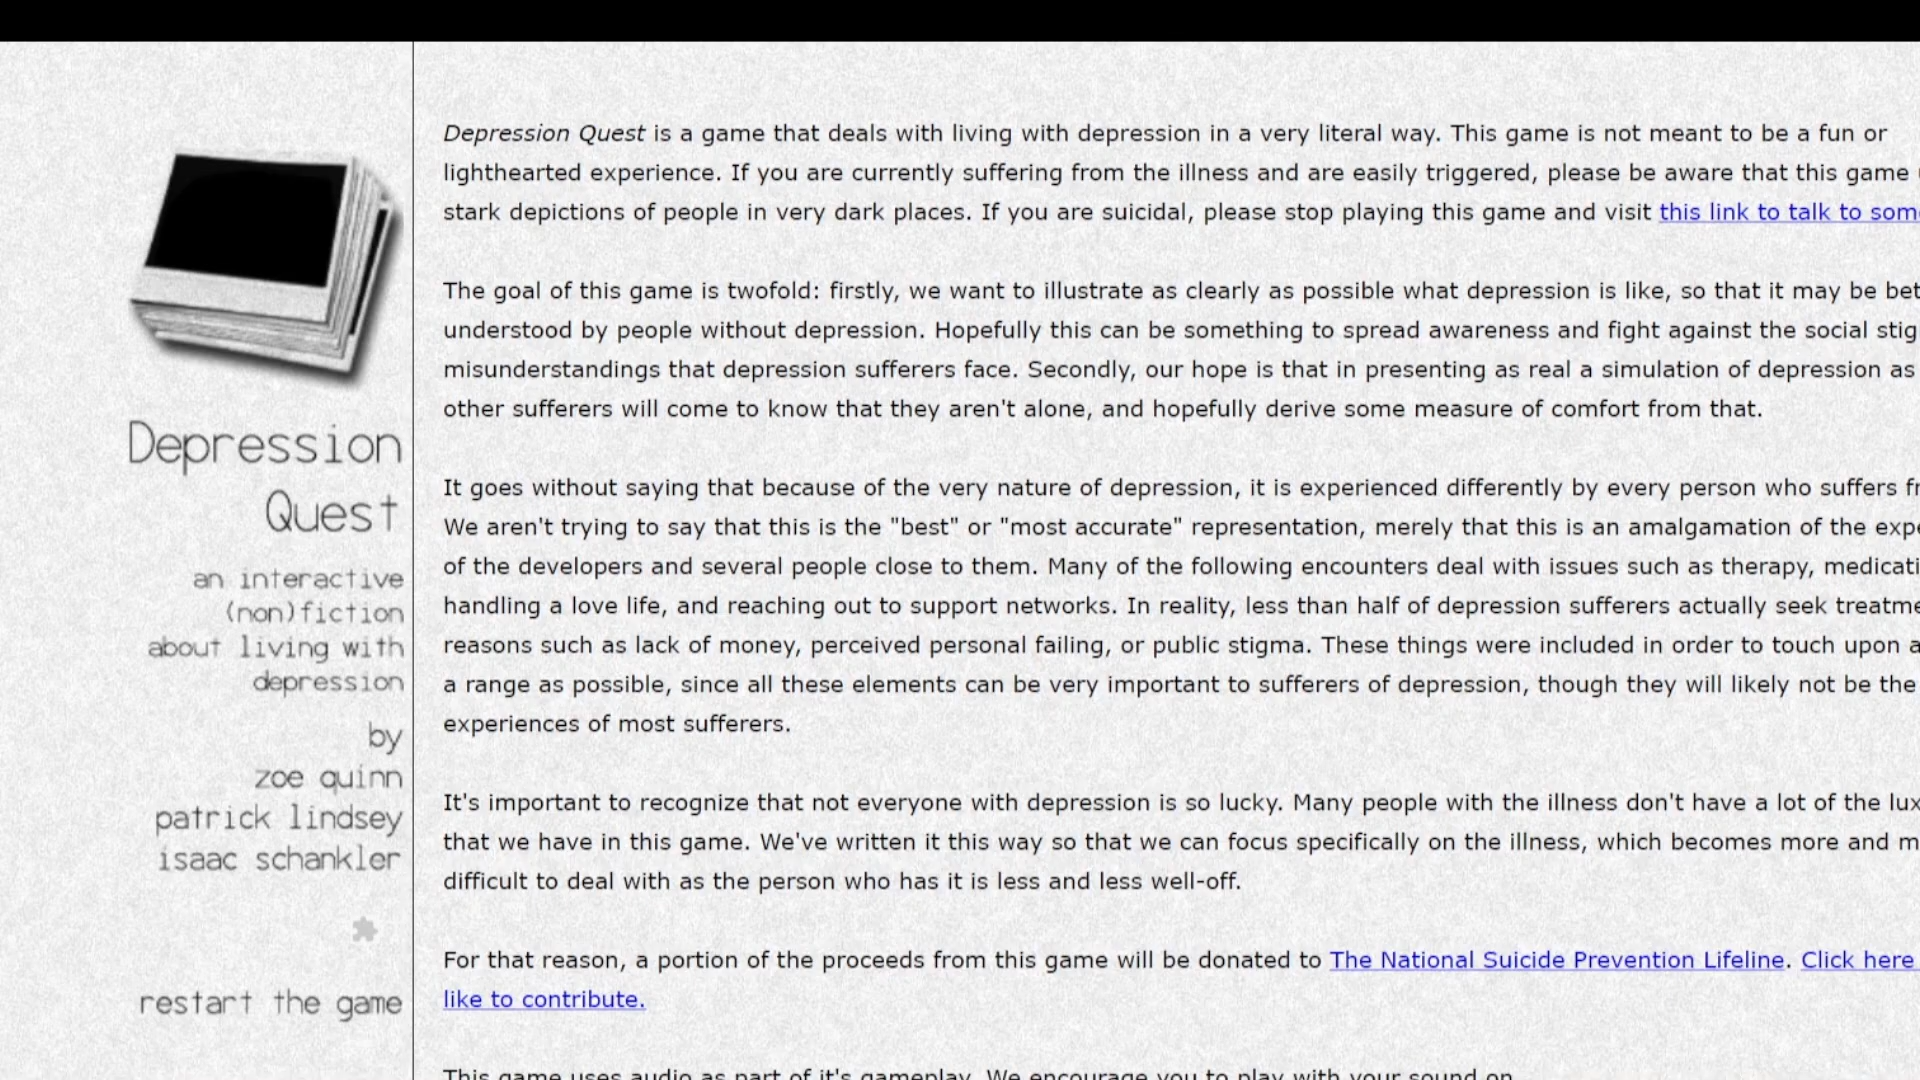 Depression
Quest
an interactive
(non)fiction
about living with
depression
by
zoe quinn
patrick lindsey
isaac schankler
restart the game
Depression Quest is a game that deals with living with depression in a very literal way. This game is not meant to be a fun or
lighthearted experience. If you are currently suffering from the illness and are easily triggered, please be aware that this game
stark depictions of people in very dark places. If you are suicidal, please stop playing this game and visit this link to talk to
The goal of this game is twofold: firstly, we want to illustrate as clearly as possible what depression is like, so that it may be
understood by people without depression. Hopefully this can be something to spread awareness and fight against the social
misunderstandings that depression sufferers face. Secondly, our hope is that in presenting as real a simulation of depression as
other sufferers will come to know that they aren't alone, and hopefully derive some measure of comfort from that.
It goes without saying that because of the very nature of depression, it is experienced differently by every person who suffers
We aren't trying to say that this is the "best" or "most accurate" representation, merely that this is an amalgamation of the
of the developers and several people close to them. Many of the following encounters deal with issues such as therapy,
handling a love life, and reaching out to support networks. In reality, less than half of depression sufferers actually seek
reasons such as lack of money, perceived personal failing, or public stigma. These things were included in order to touch upon
a range as possible, since all these elements can be very important to sufferers of depression, though they will likely not be the
experiences of most sufferers.
It's important to recognize that not everyone with depression is so lucky. Many people with the illness don't have a lot of the
that we have in this game. We've written it this way so that we can focus specifically on the illness, which becomes more and
difficult to deal with as the person who has it is less and less well-off.
For that reason, a portion of the proceeds from this game will be donated to The National Suicide Prevention Lifeline. Click here
like to contribute.
This game uses audio as part of it's gameplay. We encourage you to play with your sound on